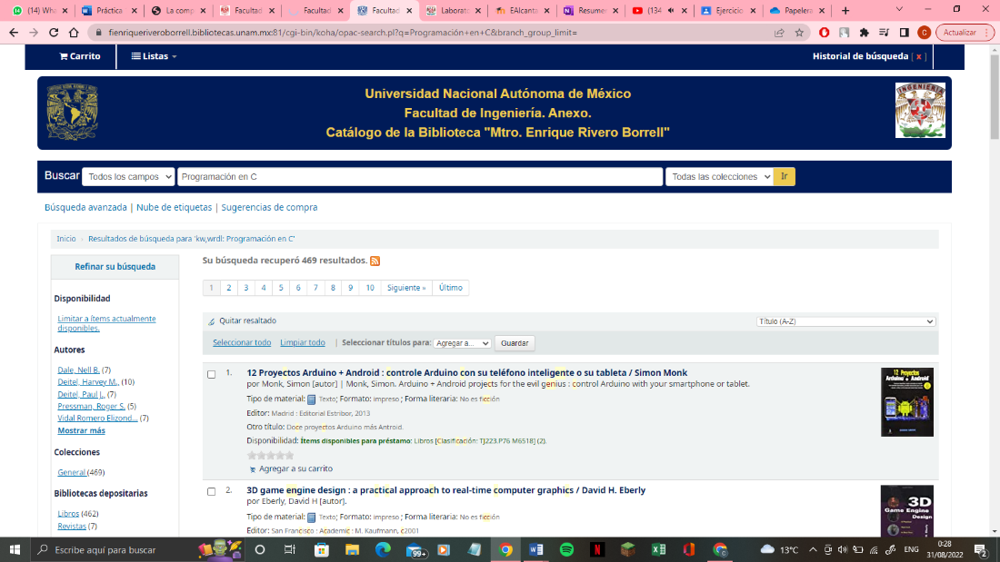 (14) Wha
Práctica
La comp
Facultad
Facultad
Facultad
Laborato
EAlcanta
Resumes
(134
Ejercicio
Papelera
fienriqueriveroborrell.bibliotecas.unam.mx:81/cgi-bin/koha/opac-search.pl?q=Programación+en+C&branch_group_limit=
Actualizar
Carrito
Listas
Historial de búsqueda [ x ]
Universidad Nacional Autónoma de México
Facultad de Ingeniería. Anexo.
Catálogo de la Biblioteca "Mtro. Enrique Rivero Borrell"
INGENIERIA
Buscar Todos los campos Programación en C Todas las colecciones Ir
Búsqueda avanzada | Nube de etiquetas | Sugerencias de compra
Inicio › Resultados de búsqueda para 'kw,wrdl: Programación en C'
Refinar su búsqueda
Disponibilidad
Limitar a ítems actualmente
disponibles.
Autores
Dale, Nell B. (7)
Deitel, Harvey M., (10)
Deitel, Paul J., (7)
Pressman, Roger S. (5)
Vidal Romero Elizond... (7)
Mostrar más
Colecciones
General (469)
Bibliotecas depositarias
Libros (462)
Revistas (7)
Su búsqueda recuperó 469 resultados.
1 2 3 4 5 6 7 8 9 10 Siguiente » Último
Quitar resaltado
Título (A-Z)
Seleccionar todo Limpiar todo | Seleccionar títulos para: Agregar a... Guardar
1. 12 Proyectos Arduino + Android : controle Arduino con su teléfono inteligente o su tableta / Simon Monk
por Monk, Simon [autor] | Monk, Simon. Arduino + Android projects for the evil genius : control Arduino with your smartphone or tablet.
Tipo de material: Texto; Formato: impreso ; Forma literaria: No es ficción
Editor: Madrid : Editorial Estribor, 2013
Otro título: Doce proyectos Arduino más Antroid.
Disponibilidad: Ítems disponibles para préstamo: Libros [Clasificación: TJ223.P76 M6518] (2).
Agregar a su carrito
12 Proyectos
Arduino + Android
2. 3D game engine design : a practical approach to real-time computer graphics / David H. Eberly
por Eberly, David H [autor].
Tipo de material: Texto; Formato: impreso ; Forma literaria: No es ficción
Editor: San Francisco : Academic : M. Kaufmann, c2001
3D
Game Engine
Design
Escribe aquí para buscar
99+
13°C
ENG
0:28
31/08/2022
2